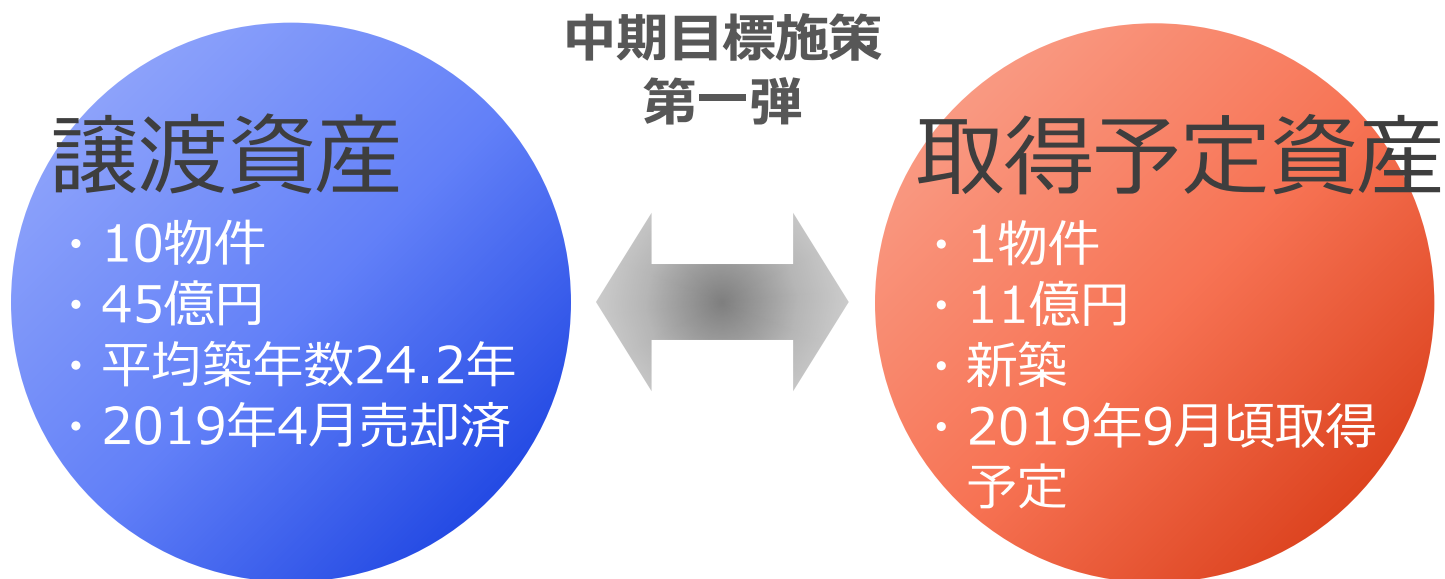 中期目標施策
第一弾
譲渡資産
・10物件
・45億円
・平均築年数24.2年
・2019年4月売却済
取得予定資産
・1物件
・11億円
・新築
・2019年9月頃取得
予定